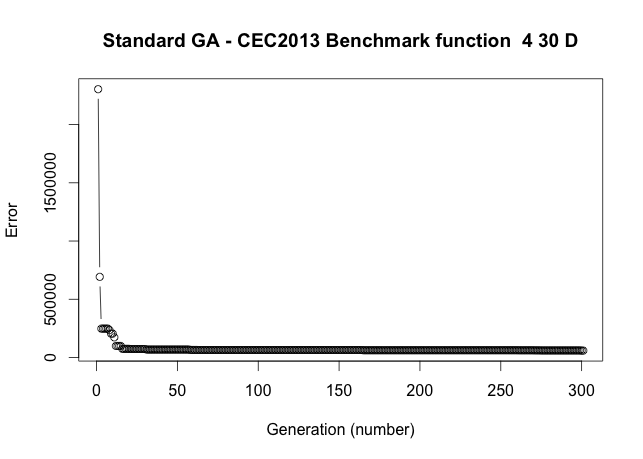 Standard GA - CEC2013 Benchmark function  4 30 D
Error
1500000
500000
0
0 50 100 150 200 250 300
Generation (number)